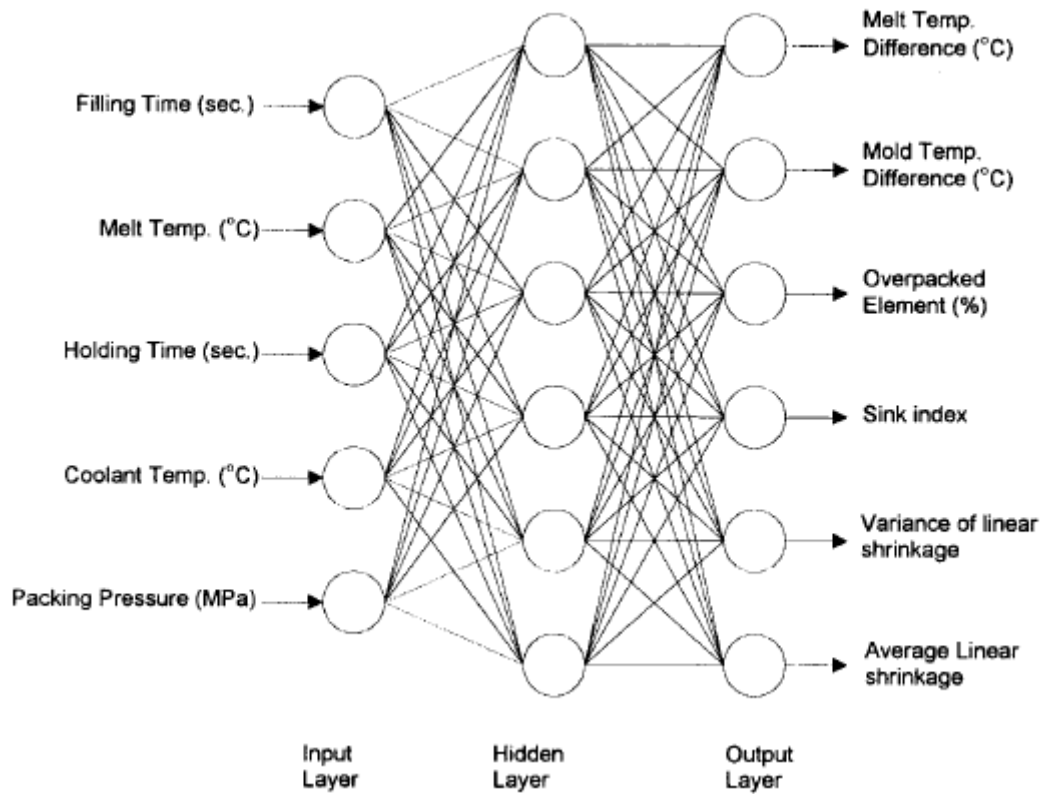 Melt Temp.
Difference (°C)
Filling Time (sec.)
Mold Temp.
Difference (°C)
Melt Temp. (°C)
Overpacked
Element (%)
Holding Time (sec.)
Sink index
Coolant Temp. (°C)
Variance of linear
shrinkage
Packing Pressure (MPa)
Average Linear
shrinkage
Input
Layer
Hidden
Layer
Output
Layer